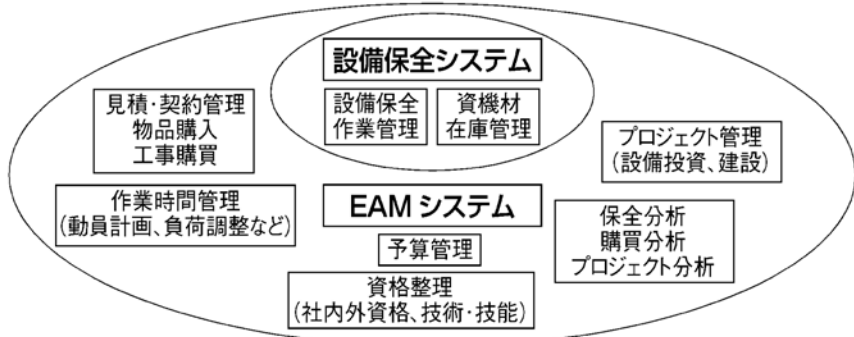 設備保全システム
設備保全
作業管理
資機材
在庫管理
見積・契約管理
物品購入
工事購買
プロジェクト管理
(設備投資、建設)
作業時間管理
(動員計画、負荷調整など)
EAM システム
保全分析
購買分析
プロジェクト分析
予算管理
資格整理
(社内外資格、技術・技能)